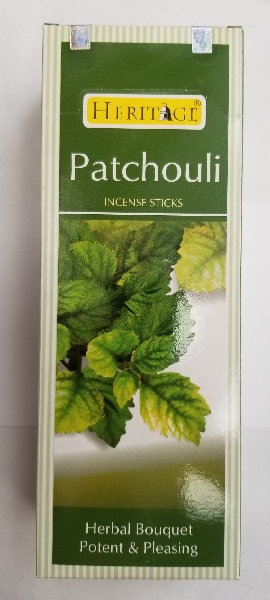 HERITAGE®
Patchouli
INCENSE STICKS
Herbal Bouquet
Potent & Pleasing